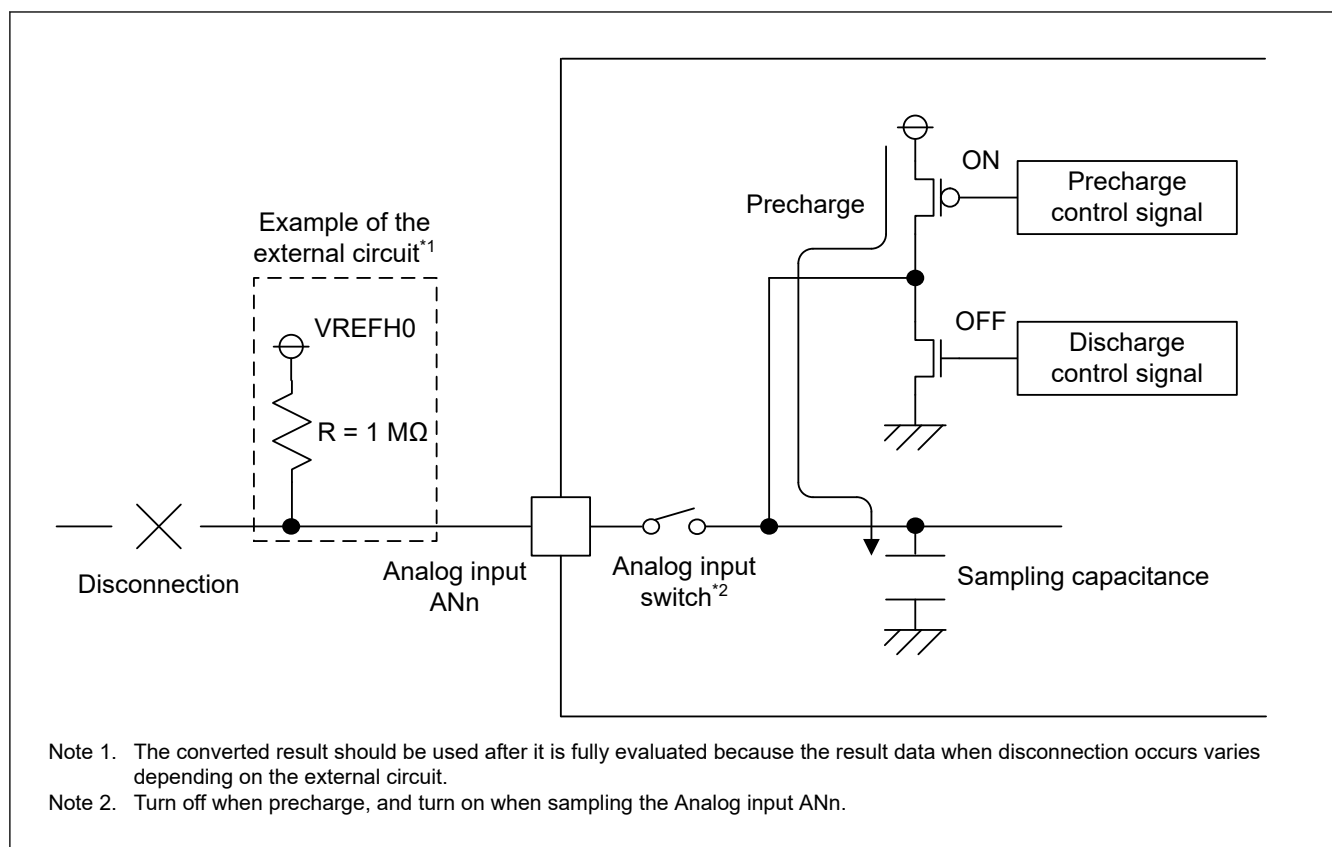 Precharge
ON
Precharge
control signal
Example of the
external circuit*1
VREFH0
R = 1 MΩ
OFF
Discharge
control signal
Disconnection
Analog input
ANn
Analog input
switch*2
Sampling capacitance
Note 1. The converted result should be used after it is fully evaluated because the result data when disconnection occurs varies
depending on the external circuit.
Note 2. Turn off when precharge, and turn on when sampling the Analog input ANn.